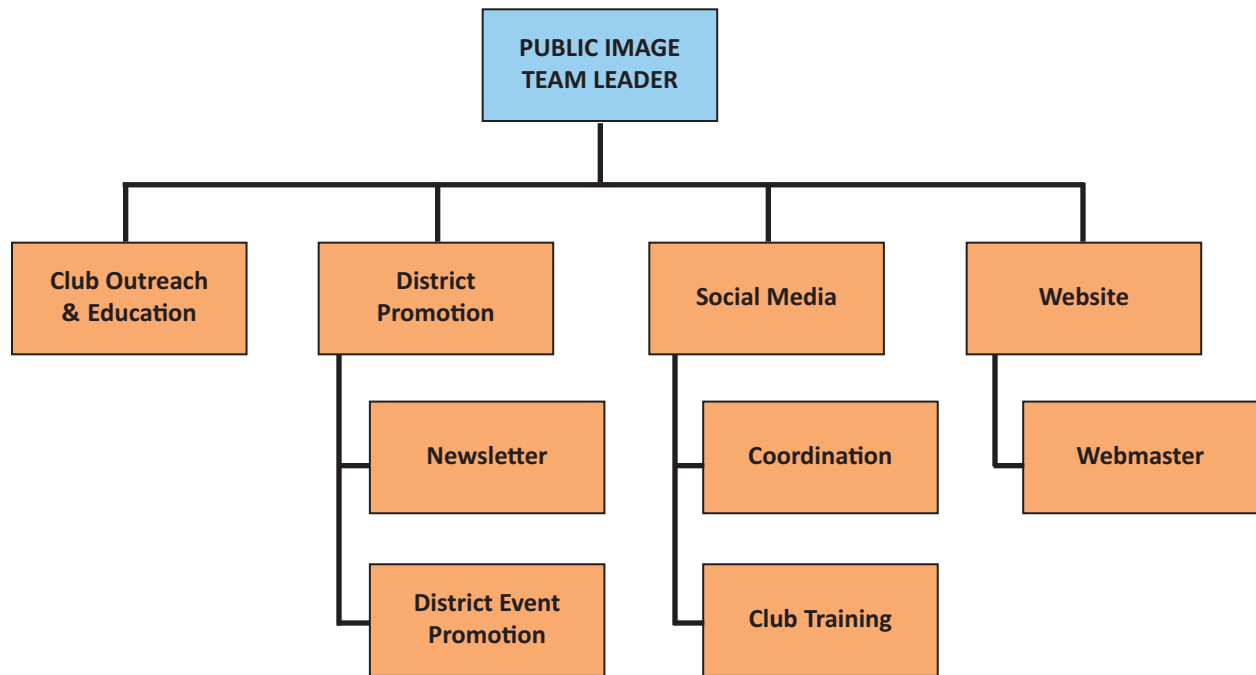 PUBLIC IMAGE
TEAM LEADER
Club Outreach
& Education
District
Promotion
Social Media
Website
Newsletter
Coordination
Webmaster
District Event
Promotion
Club Training